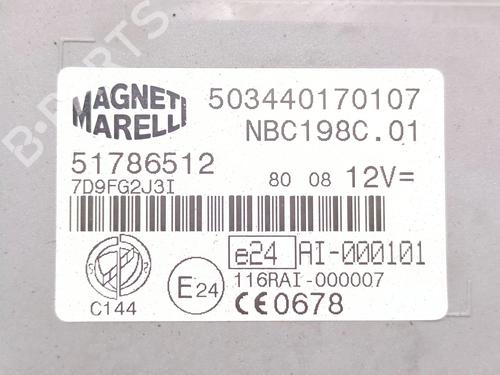 B-PARTS
MAGNETI
MARELLI
503440170107
NBC198C.01
51786512
7D9FG2J3I
80 08 12V=
e24 AI-000101
116RAI-000007
E24
CE0678
C144